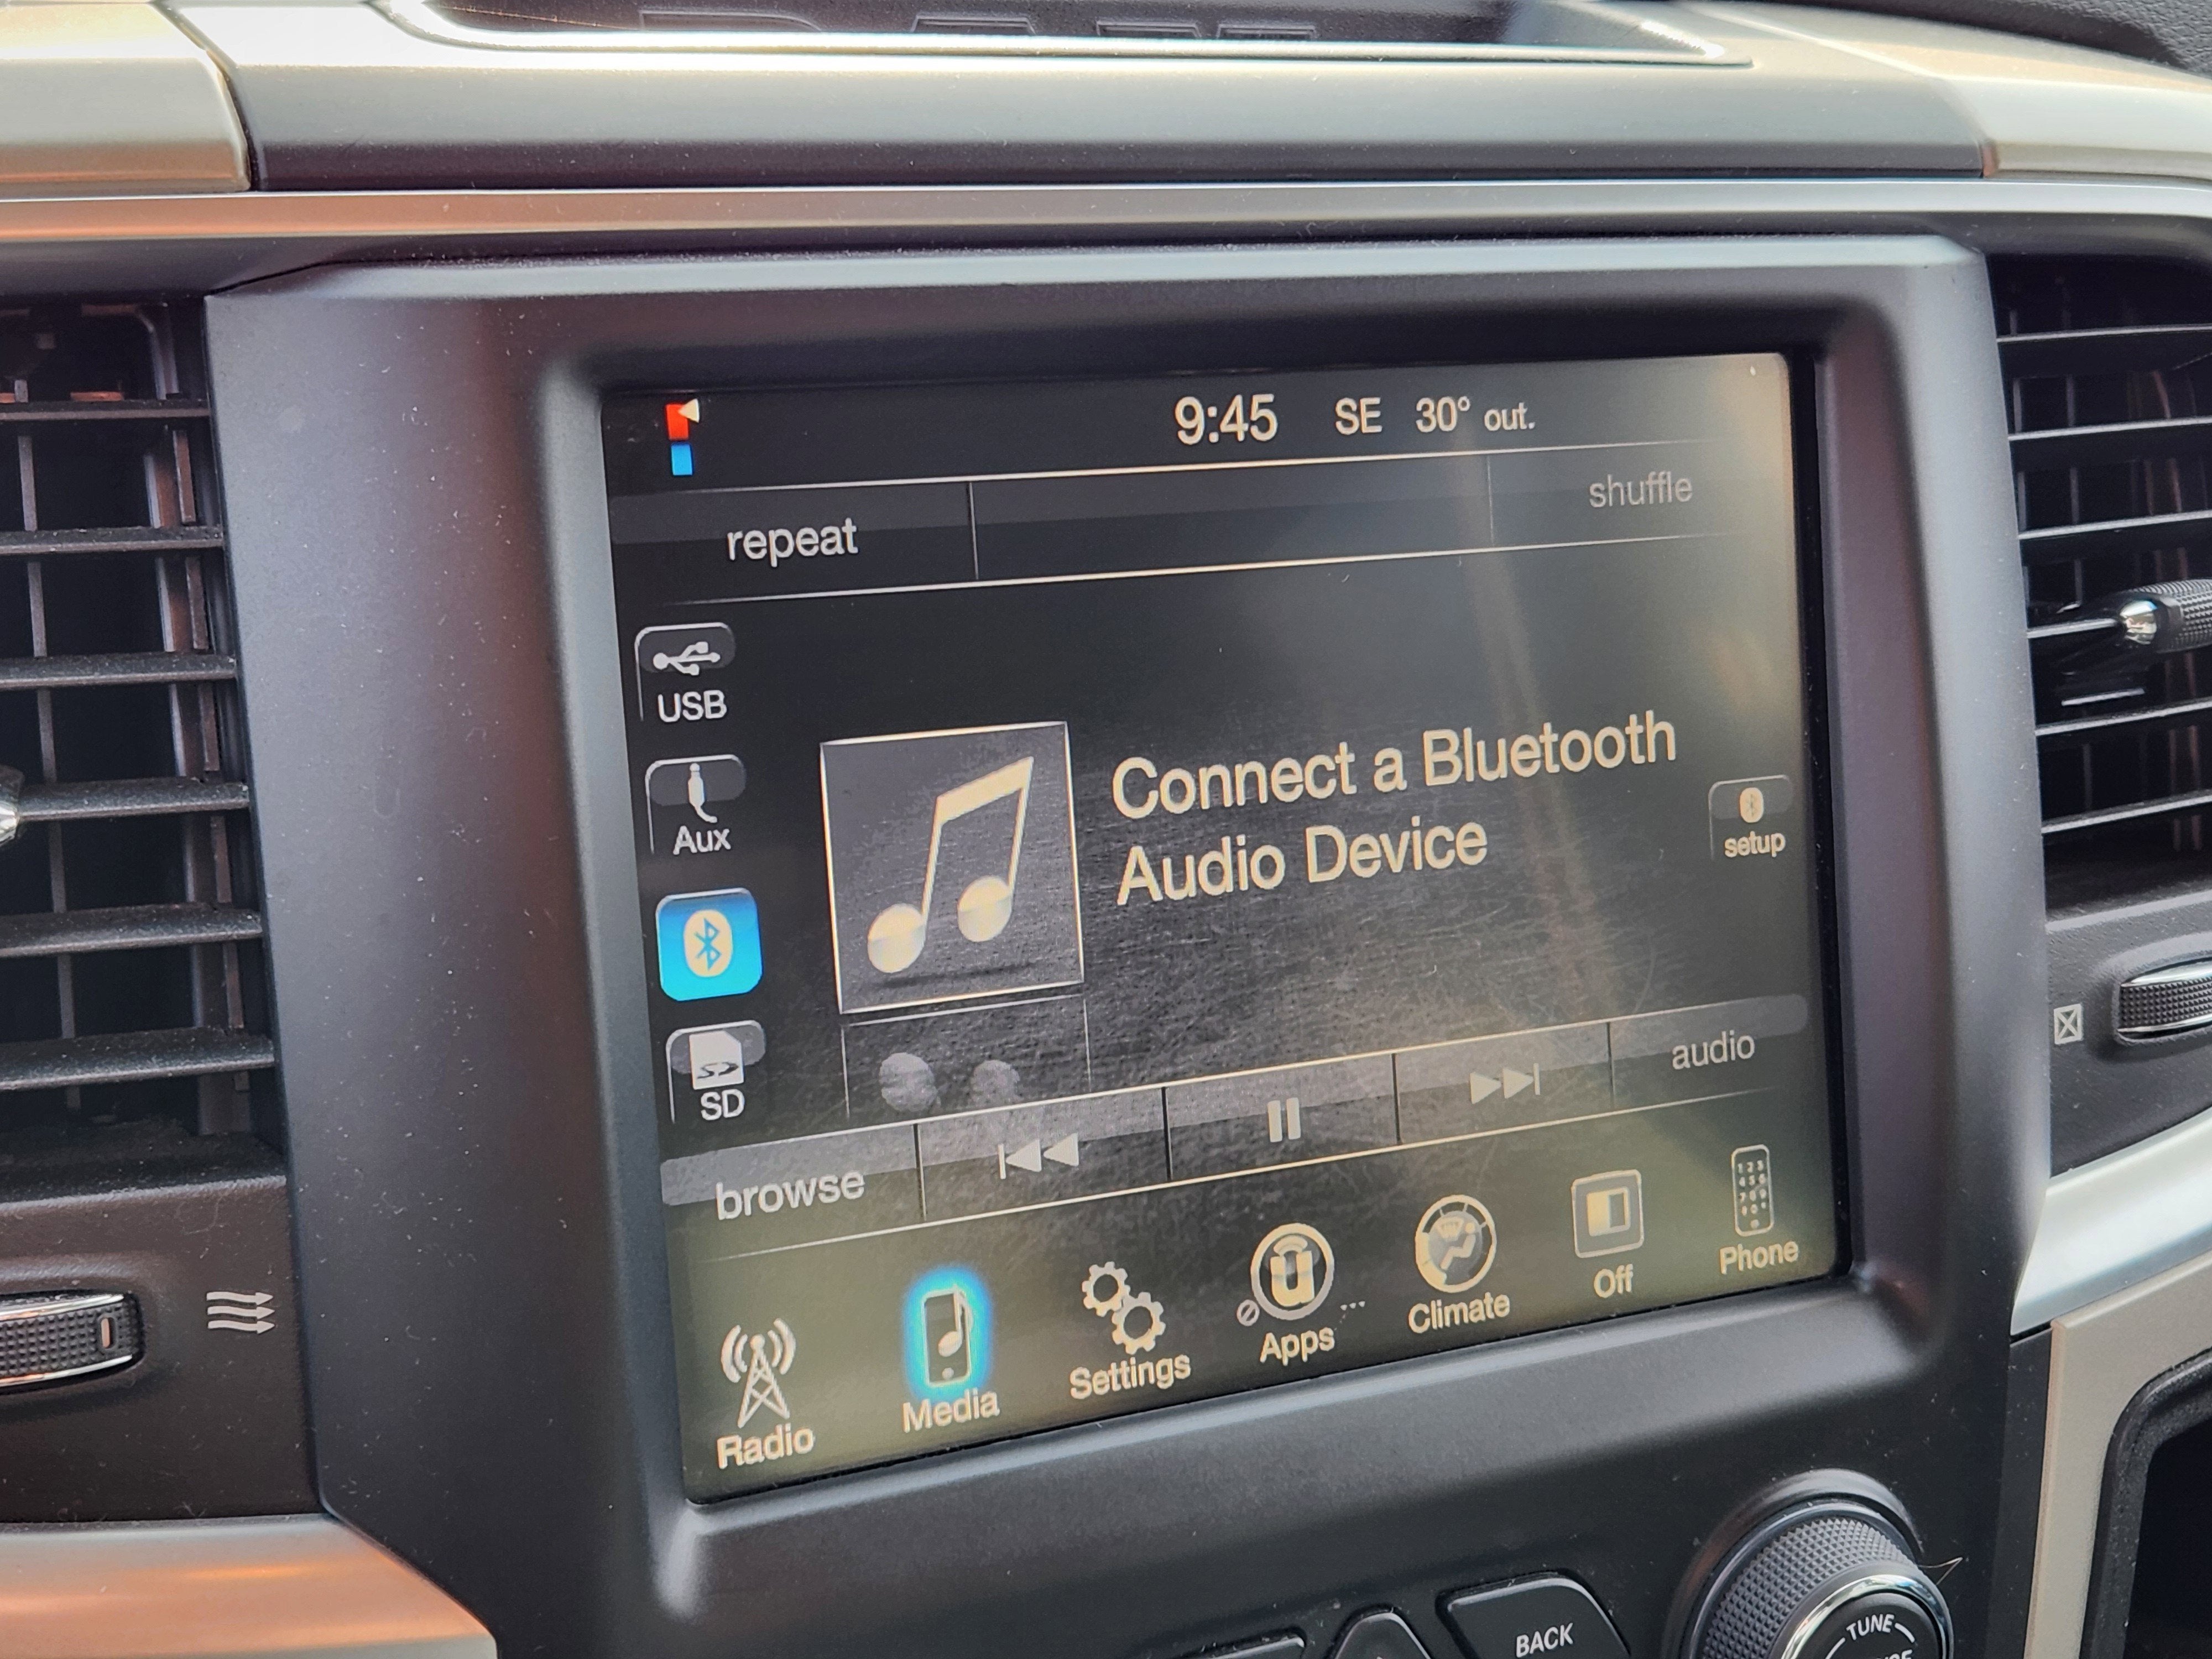 9:45 SE 30° out.
repeat
shuffle
USB
Aux
SD
Connect a Bluetooth
Audio Device
setup
browse
audio
Radio
Media
Settings
Apps
Climate
Off
Phone
BACK
TUNE